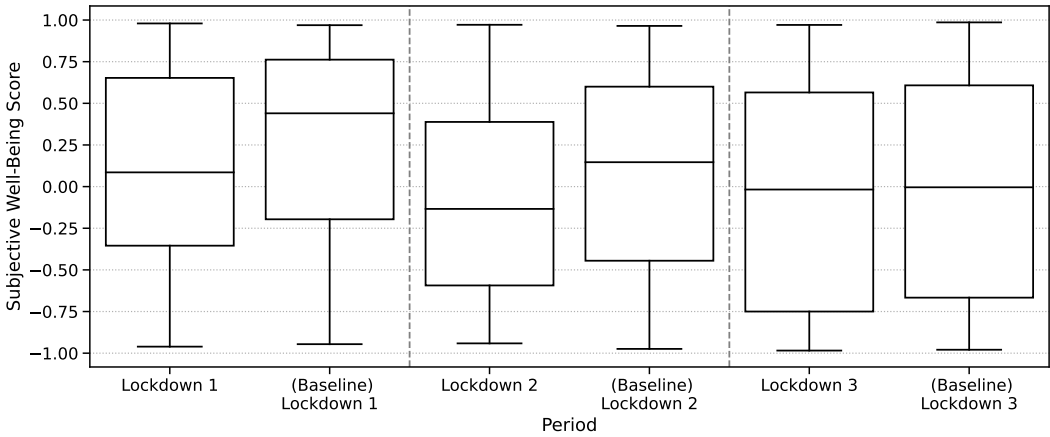 Subjective Well-Being Score
1.00
0.75
0.50
0.25
0.00
−0.25
−0.50
−0.75
−1.00
Lockdown 1
(Baseline)
Lockdown 1
Lockdown 2
(Baseline)
Lockdown 2
Lockdown 3
(Baseline)
Lockdown 3
Period